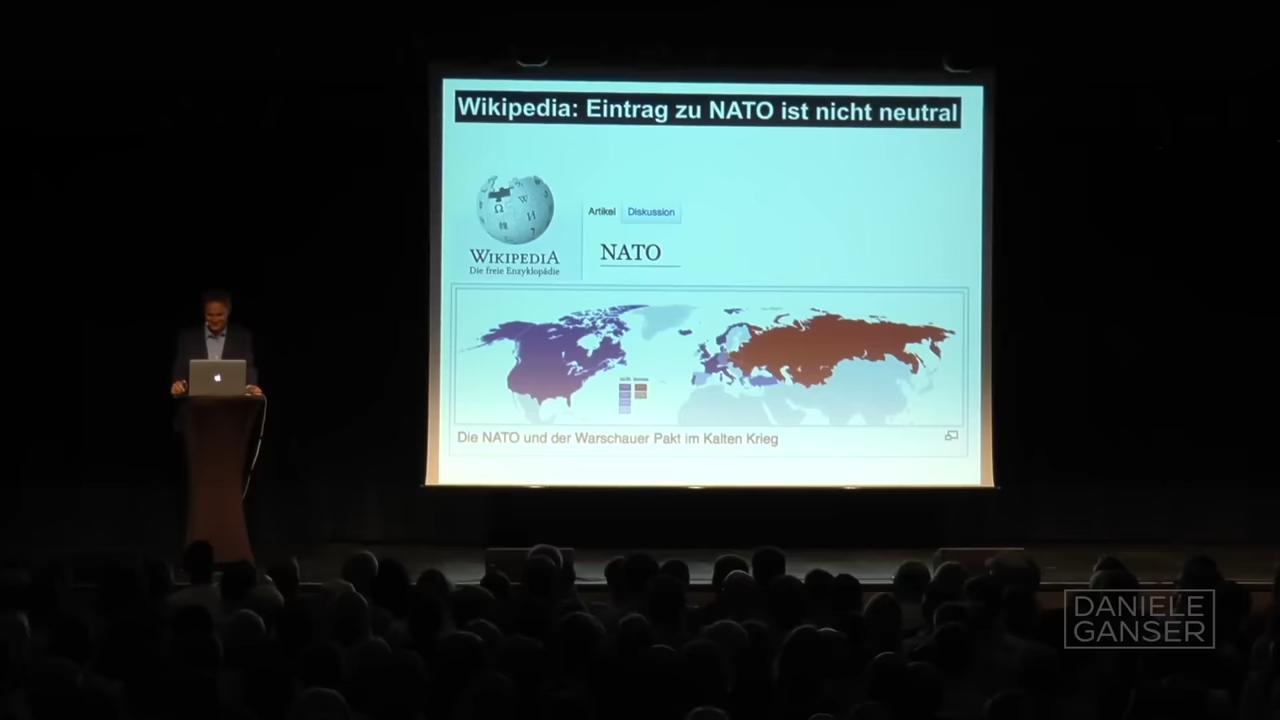 Wikipedia: Eintrag zu NATO ist nicht neutral
WIKIPEDIA
Die freie Enzyklopädie
Artikel Diskussion
NATO
Die NATO und der Warschauer Pakt im Kalten Krieg
DANIELE
GANSER